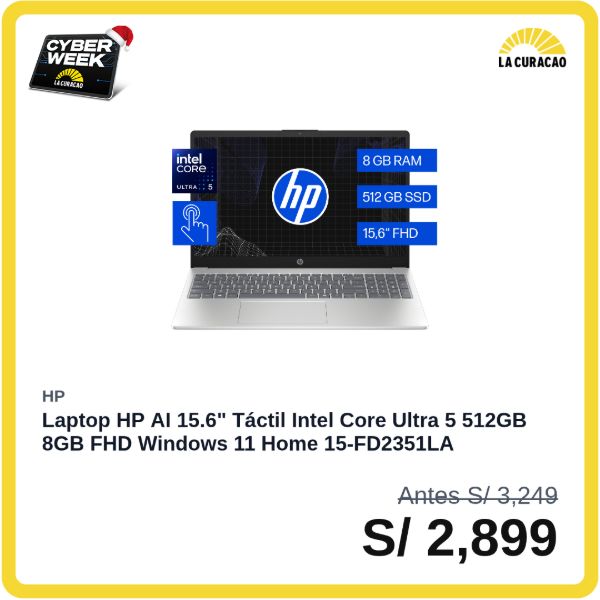 CYBER
WEEK
LA CURACAO
LA CURACAO
intel
CORE
ULTRA 5
hp
8 GB RAM
512 GB SSD
15,6" FHD
hp
HP
Laptop HP AI 15.6" Táctil Intel Core Ultra 5 512GB
8GB FHD Windows 11 Home 15-FD2351LA
Antes S/ 3,249
S/ 2,899